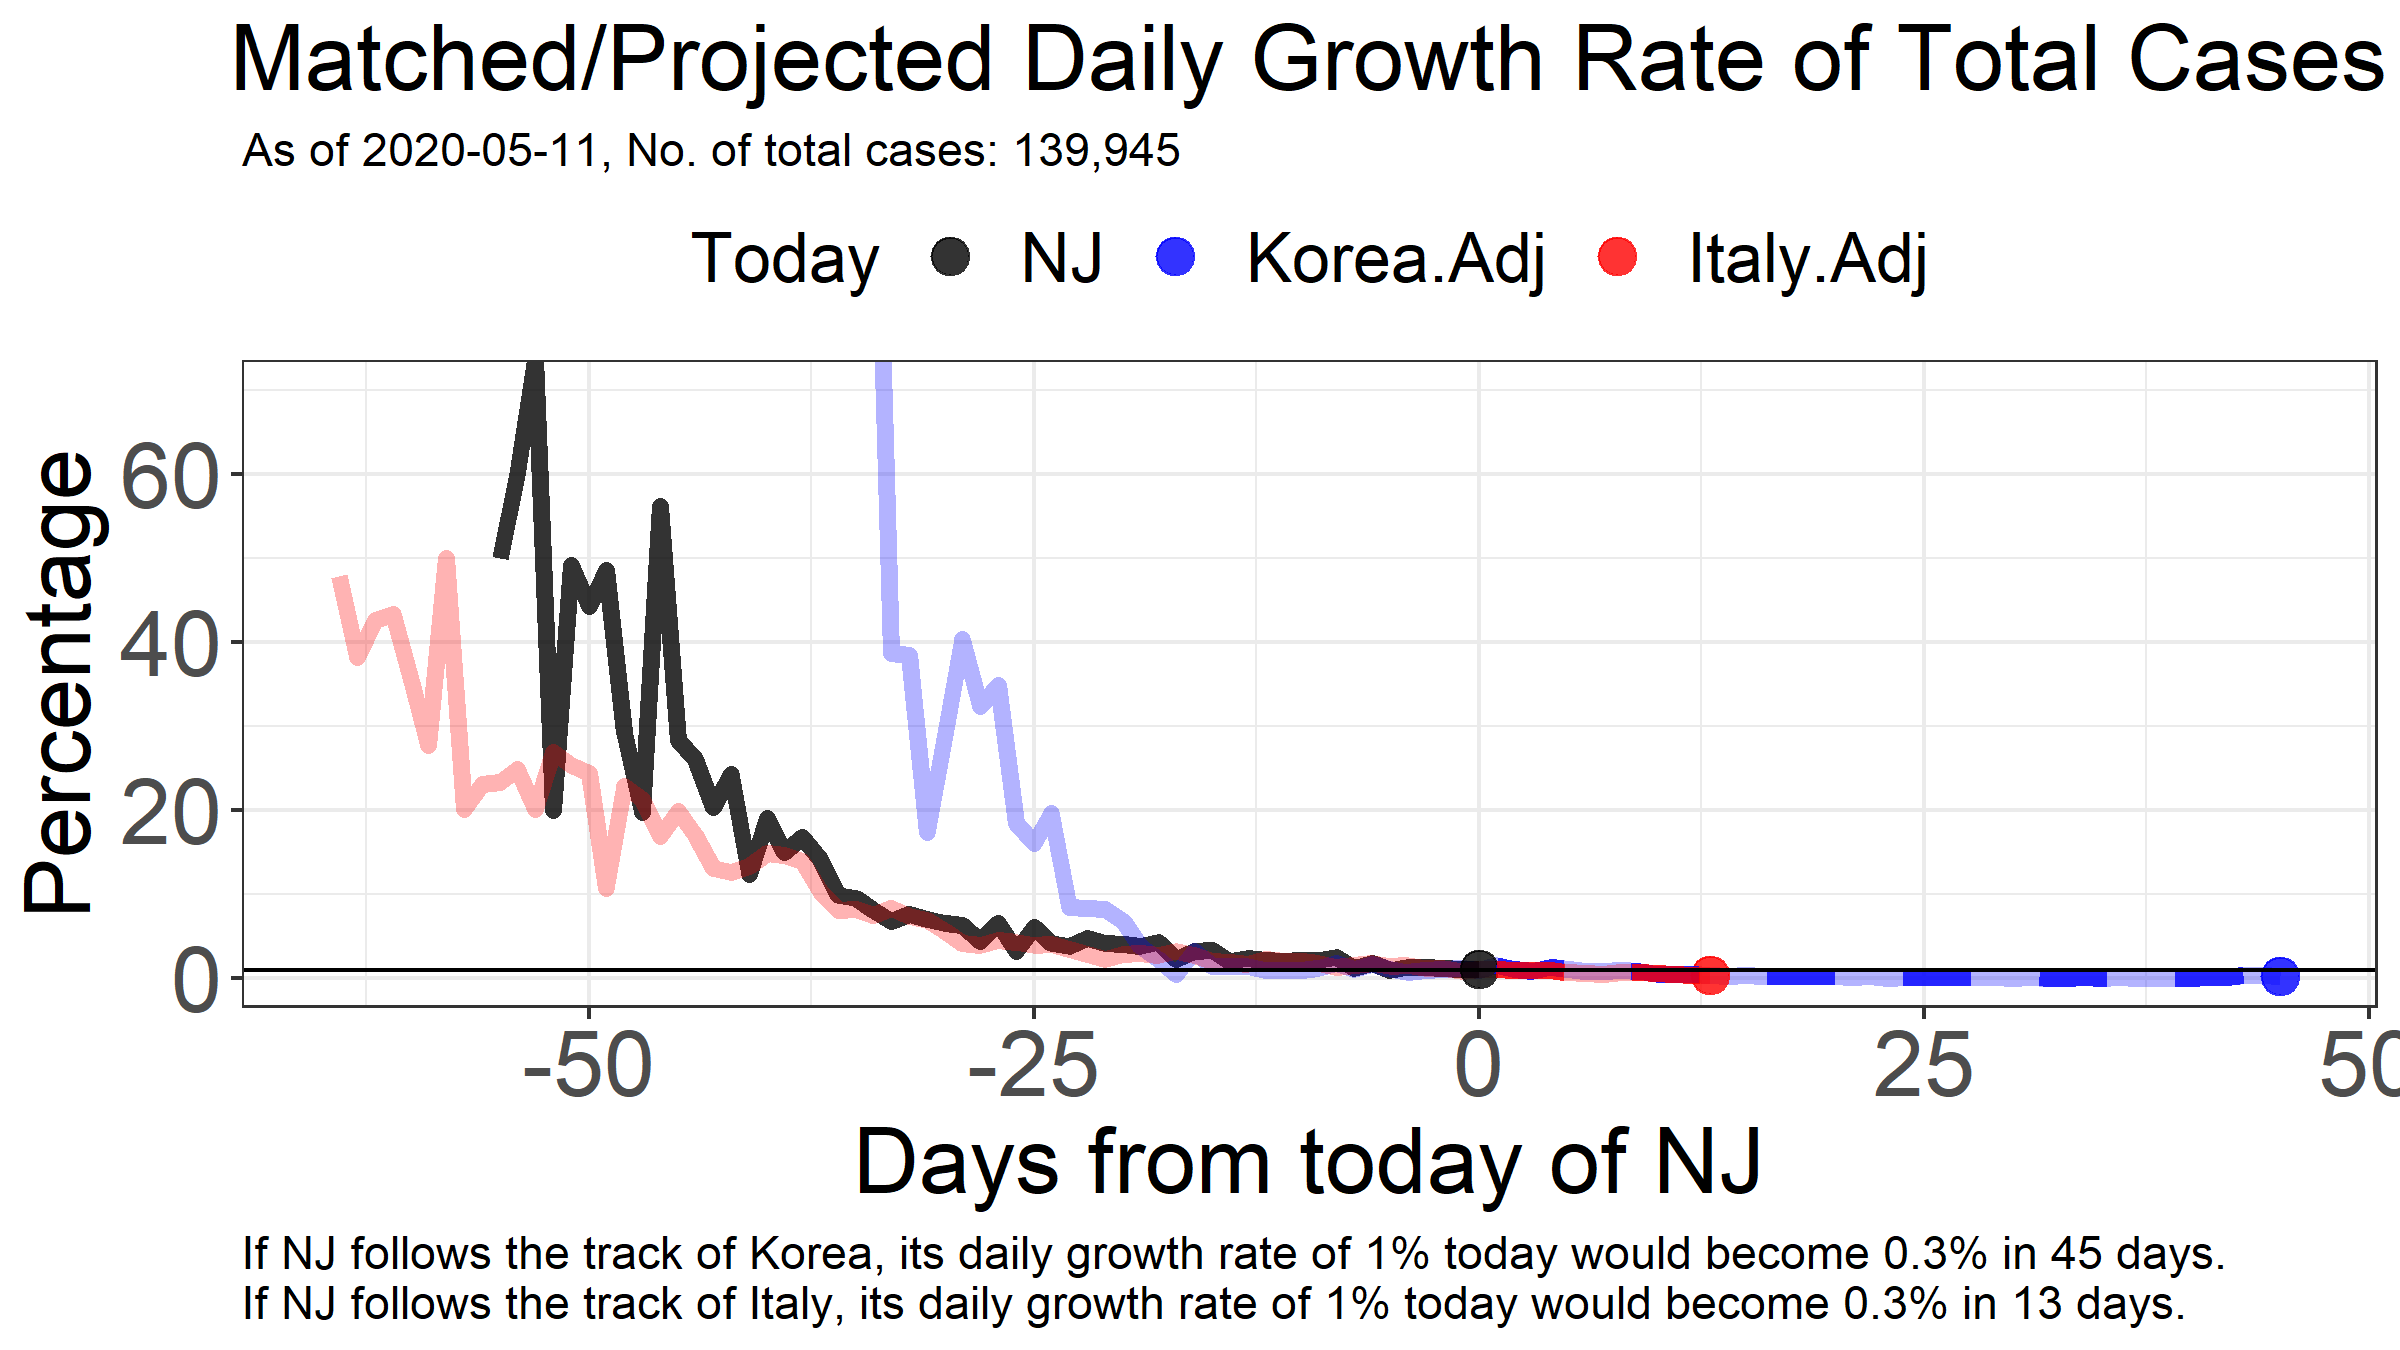 Matched/Projected Daily Growth Rate of Total Cases
As of 2020-05-11, No. of total cases: 139,945
Today NJ Korea.Adj Italy.Adj
Percentage
60
40
20
0
-50 -25 0 25 50
Days from today of NJ
If NJ follows the track of Korea, its daily growth rate of 1% today would become 0.3% in 45 days.
If NJ follows the track of Italy, its daily growth rate of 1% today would become 0.3% in 13 days.